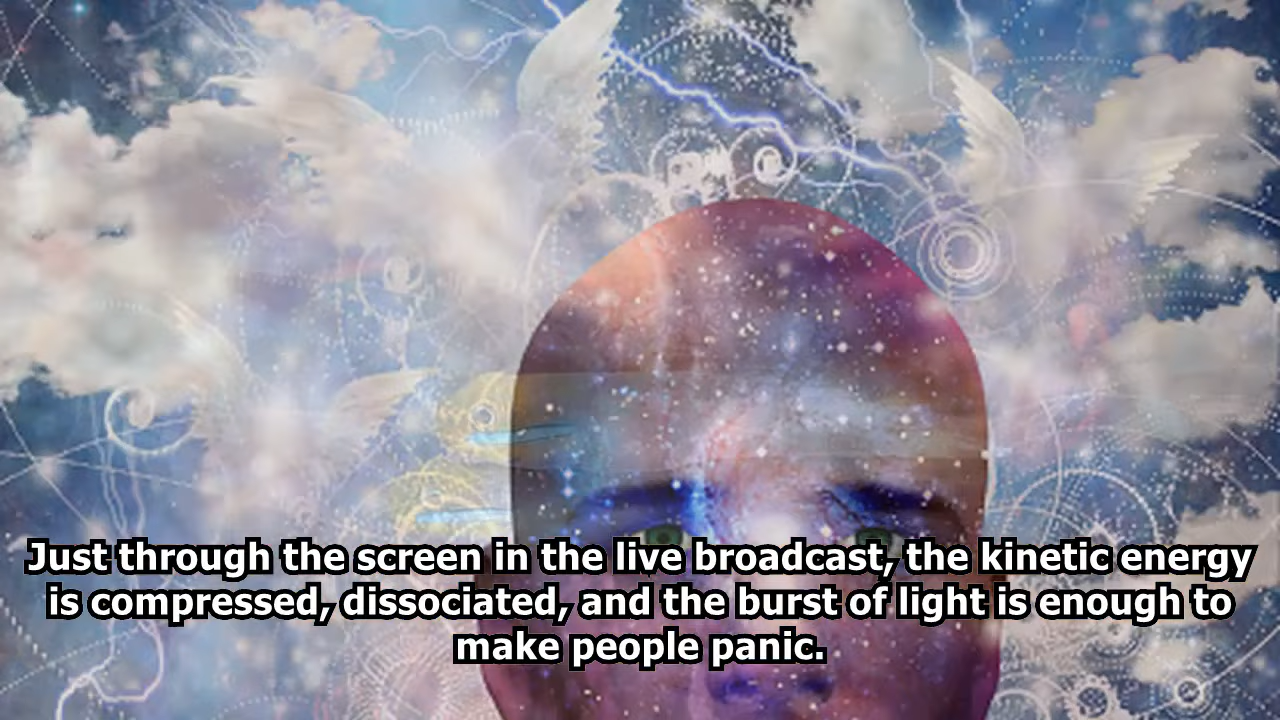 Just through the screen in the live broadcast, the kinetic energy
is compressed, dissociated, and the burst of light is enough to
make people panic.